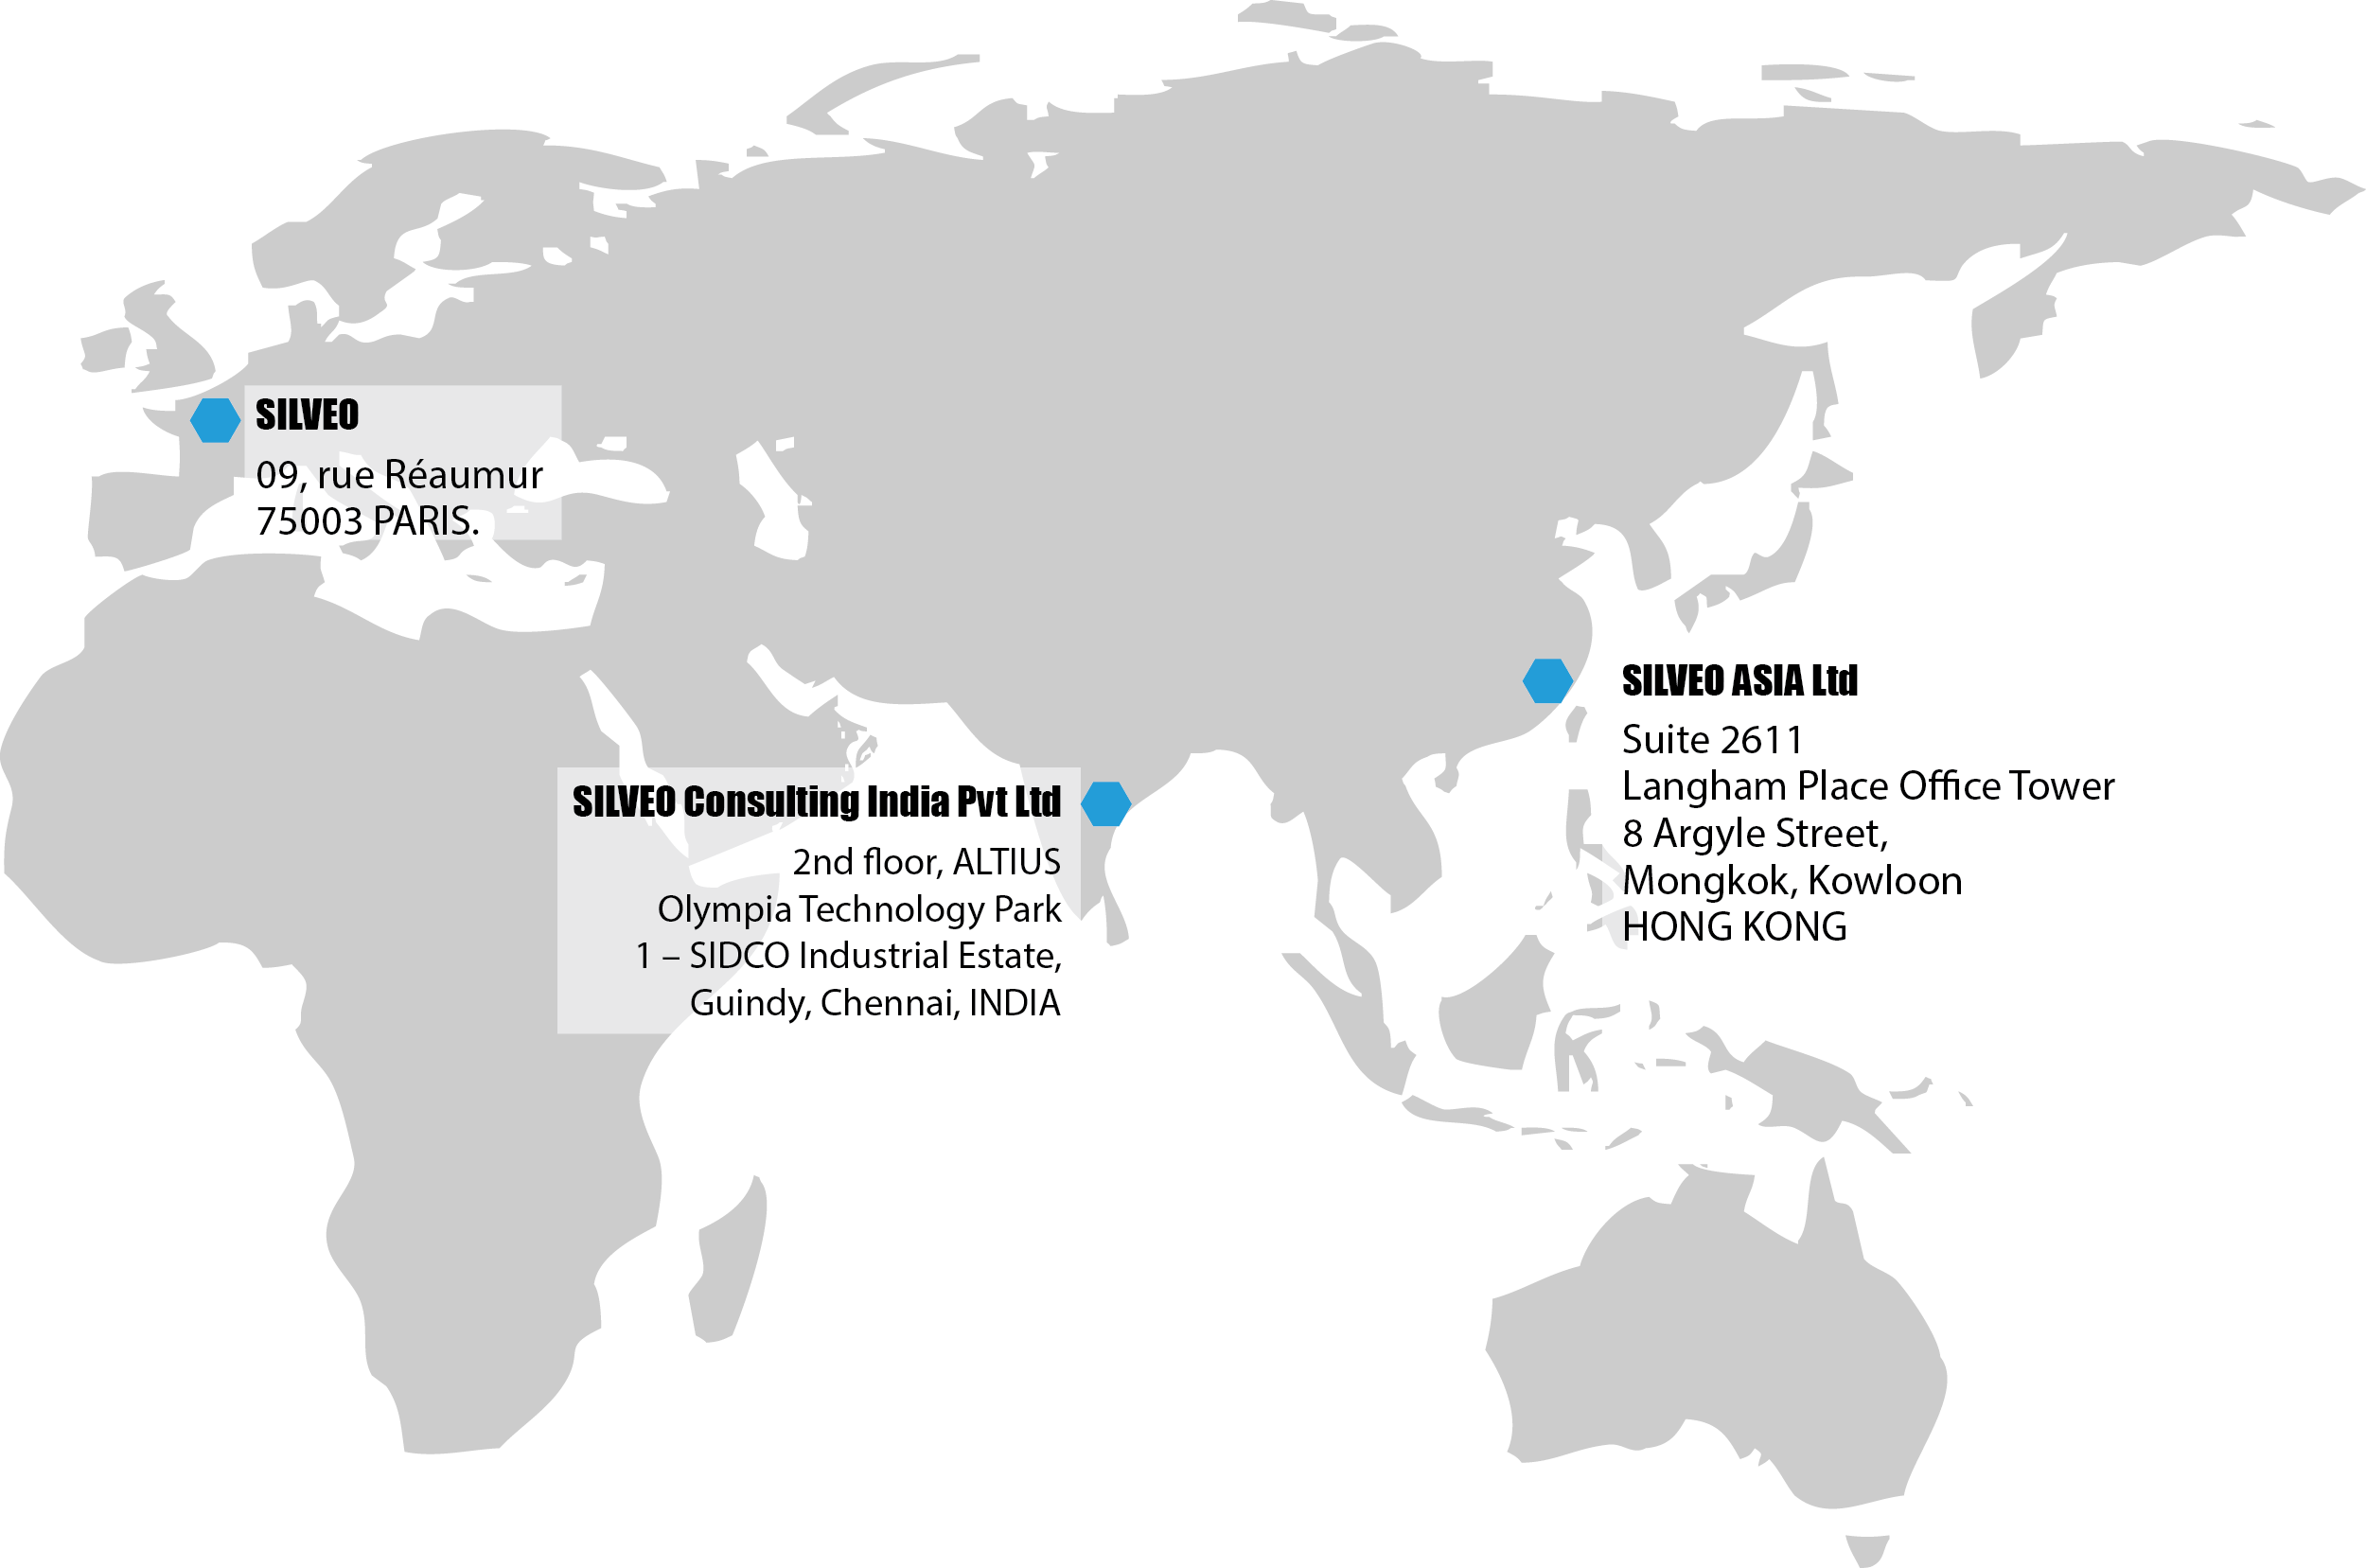 SILVEO
09, rue Réaumur
75003 PARIS.
SILVEO ASIA Ltd
Suite 2611
Langham Place Office Tower
8 Argyle Street,
Mongkok, Kowloon
HONG KONG
SILVEO Consulting India Pvt Ltd
2nd floor, ALTIUS
Olympia Technology Park
1 – SIDCO Industrial Estate,
Guindy, Chennai, INDIA